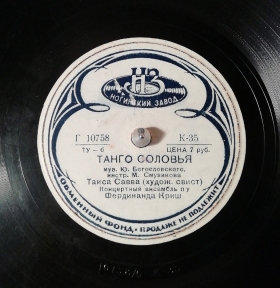 НЗ
НОГИНСКИЙ ЗАВОД
Г 10758
К-35
ТУ-6
ЦЕНА 7 руб.
ТАНГО СОЛОВЬЯ
муз. Ю. Богословского,
инстр. М. Смузикова
Таиса Савва (худож. свист)
Концертный ансамбль п/у
Фердинанда Криш
ОБМЕННЫЙ ФОНД • ПРОДАЖЕ НЕ ПОДЛЕЖИТ